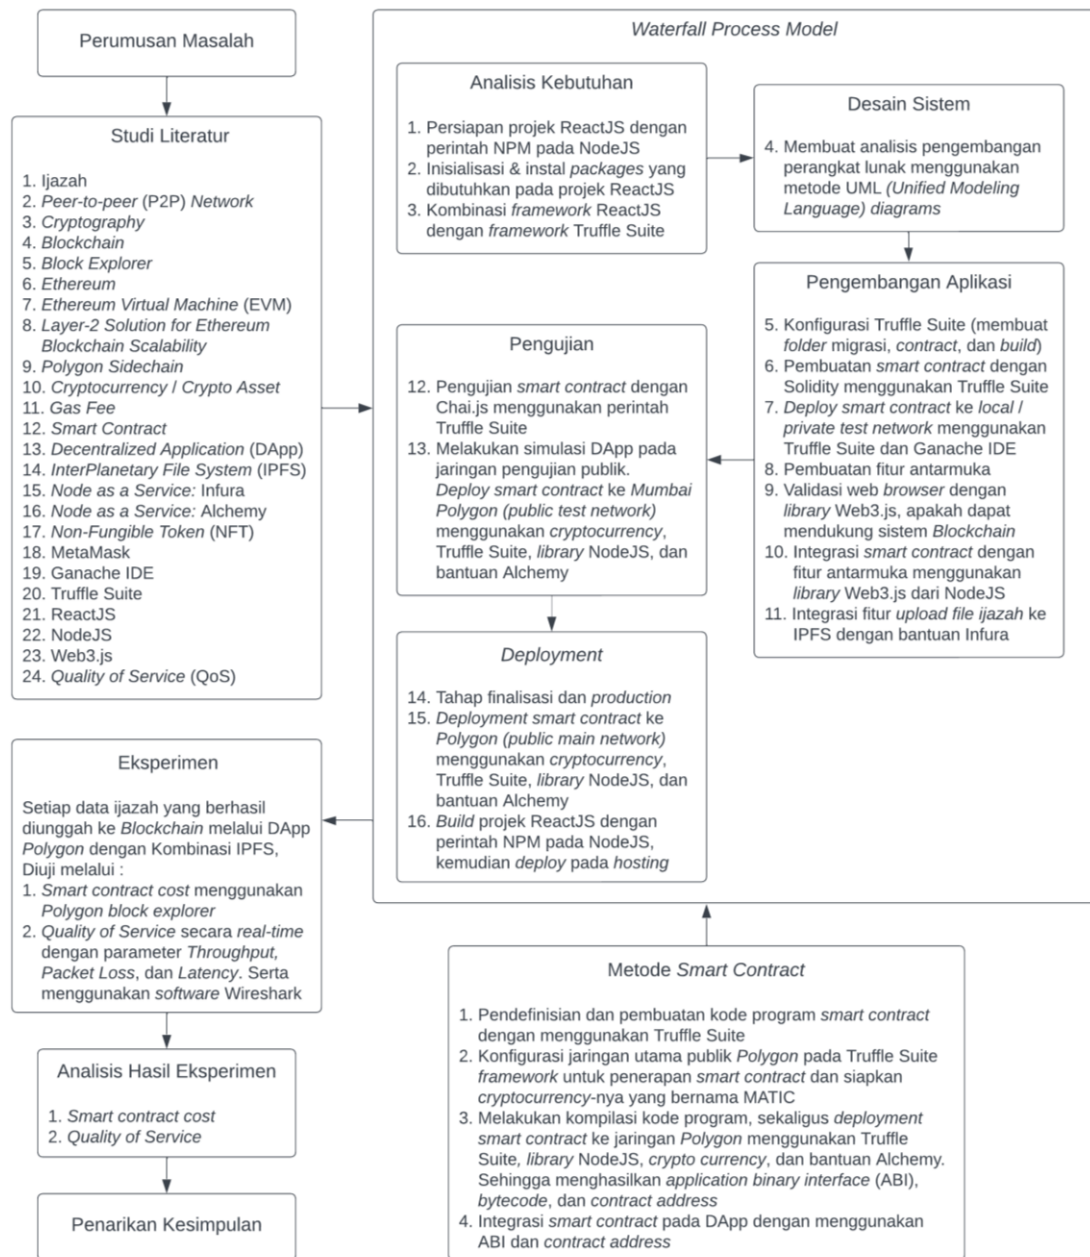 Perumusan Masalah
Studi Literatur
1. Ijazah
2. Peer-to-peer (P2P) Network
3. Cryptography
4. Blockchain
5. Block Explorer
6. Ethereum
7. Ethereum Virtual Machine (EVM)
8. Layer-2 Solution for Ethereum
Blockchain Scalability
9. Polygon Sidechain
10. Cryptocurrency / Crypto Asset
11. Gas Fee
12. Smart Contract
13. Decentralized Application (DApp)
14. InterPlanetary File System (IPFS)
15. Node as a Service: Infura
16. Node as a Service: Alchemy
17. Non-Fungible Token (NFT)
18. MetaMask
19. Ganache IDE
20. Truffle Suite
21. ReactJS
22. NodeJS
23. Web3.js
24. Quality of Service (QoS)
Waterfall Process Model
Analisis Kebutuhan
1. Persiapan projek ReactJS dengan
perintah NPM pada NodeJS
2. Inisialisasi & instal packages yang
dibutuhkan pada projek ReactJS
3. Kombinasi framework ReactJS
dengan framework Truffle Suite
Desain Sistem
4. Membuat analisis pengembangan
perangkat lunak menggunakan
metode UML (Unified Modeling
Language) diagrams
Pengembangan Aplikasi
5. Konfigurasi Truffle Suite (membuat
folder migrasi, contract, dan build)
6. Pembuatan smart contract dengan
Solidity menggunakan Truffle Suite
7. Deploy smart contract ke local /
private test network menggunakan
Truffle Suite dan Ganache IDE
8. Pembuatan fitur antarmuka
9. Validasi web browser dengan
library Web3.js, apakah dapat
mendukung sistem Blockchain
10. Integrasi smart contract dengan
fitur antarmuka menggunakan
library Web3.js dari NodeJS
11. Integrasi fitur upload file ijazah ke
IPFS dengan bantuan Infura
Pengujian
12. Pengujian smart contract dengan
Chai.js menggunakan perintah
Truffle Suite
13. Melakukan simulasi DApp pada
jaringan pengujian publik.
Deploy smart contract ke Mumbai
Polygon (public test network)
menggunakan cryptocurrency,
Truffle Suite, library NodeJS, dan
bantuan Alchemy
Deployment
14. Tahap finalisasi dan production
15. Deployment smart contract ke
Polygon (public main network)
menggunakan cryptocurrency,
Truffle Suite, library NodeJS, dan
bantuan Alchemy
16. Build projek ReactJS dengan
perintah NPM pada NodeJS,
kemudian deploy pada hosting
Metode Smart Contract
1. Pendefinisian dan pembuatan kode program smart contract
dengan menggunakan Truffle Suite
2. Konfigurasi jaringan utama publik Polygon pada Truffle Suite
framework untuk penerapan smart contract dan siapkan
cryptocurrency-nya yang bernama MATIC
3. Melakukan kompilasi kode program, sekaligus deployment
smart contract ke jaringan Polygon menggunakan Truffle
Suite, library NodeJS, crypto currency, dan bantuan Alchemy.
Sehingga menghasilkan application binary interface (ABI),
bytecode, dan contract address
4. Integrasi smart contract pada DApp dengan menggunakan
ABI dan contract address
Eksperimen
Setiap data ijazah yang berhasil
diunggah ke Blockchain melalui DApp
Polygon dengan Kombinasi IPFS,
Diuji melalui :
1. Smart contract cost menggunakan
Polygon block explorer
2. Quality of Service secara real-time
dengan parameter Throughput,
Packet Loss, dan Latency. Serta
menggunakan software Wireshark
Analisis Hasil Eksperimen
1. Smart contract cost
2. Quality of Service
Penarikan Kesimpulan